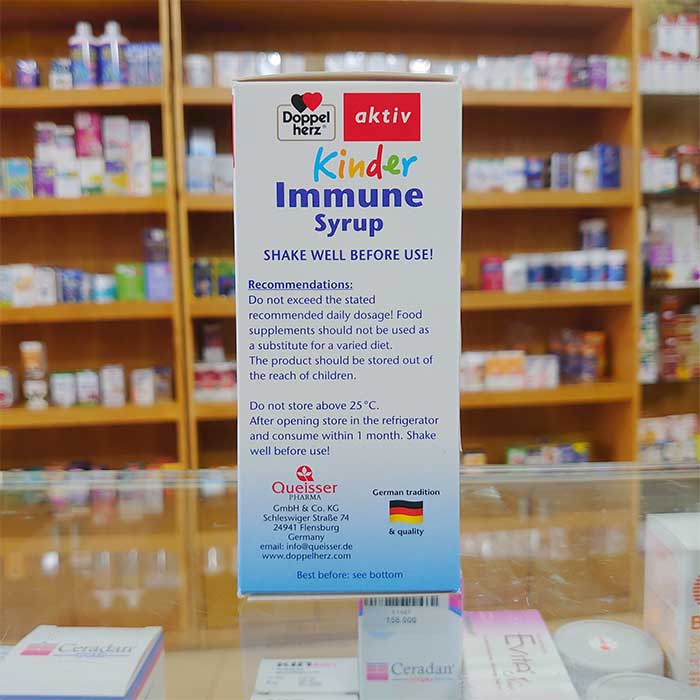 Doppel
herz®
aktiv
Kinder
Immune
Syrup
SHAKE WELL BEFORE USE!
Recommendations:
Do not exceed the stated
recommended daily dosage! Food
supplements should not be used as
a substitute for a varied diet.
The product should be stored out of
the reach of children.
Do not store above 25°C.
After opening store in the refrigerator
and consume within 1 month. Shake
well before use!
Queisser
PHARMA
GmbH & Co. KG
Schleswiger Straße 74
24941 Flensburg
Germany
email: info@queisser.de
www.doppelherz.com
German tradition
& quality
Best before: see bottom
Ceradan
Ceradan